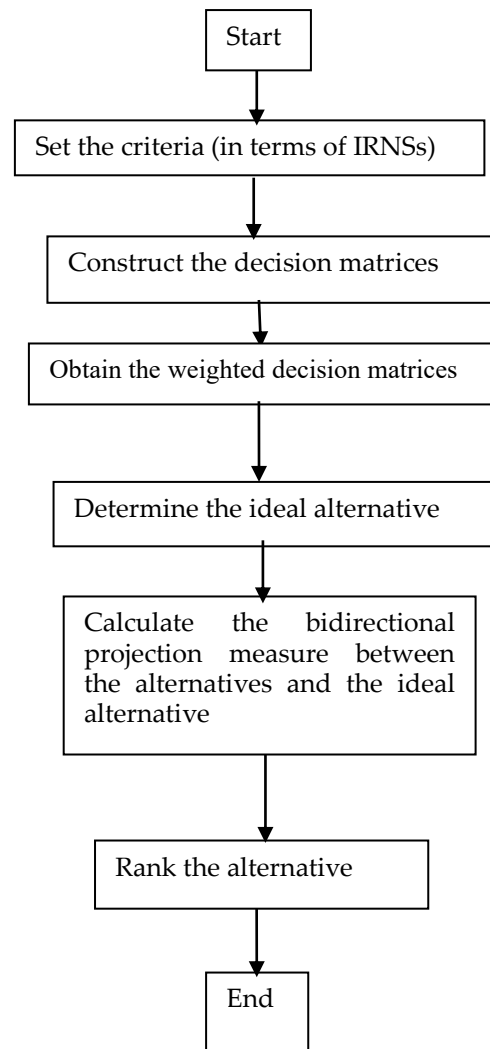 Start
Set the criteria (in terms of IRNSs)
Construct the decision matrices
Obtain the weighted decision matrices
Determine the ideal alternative
Calculate the bidirectional
projection measure between
the alternatives and the ideal
alternative
Rank the alternative
End